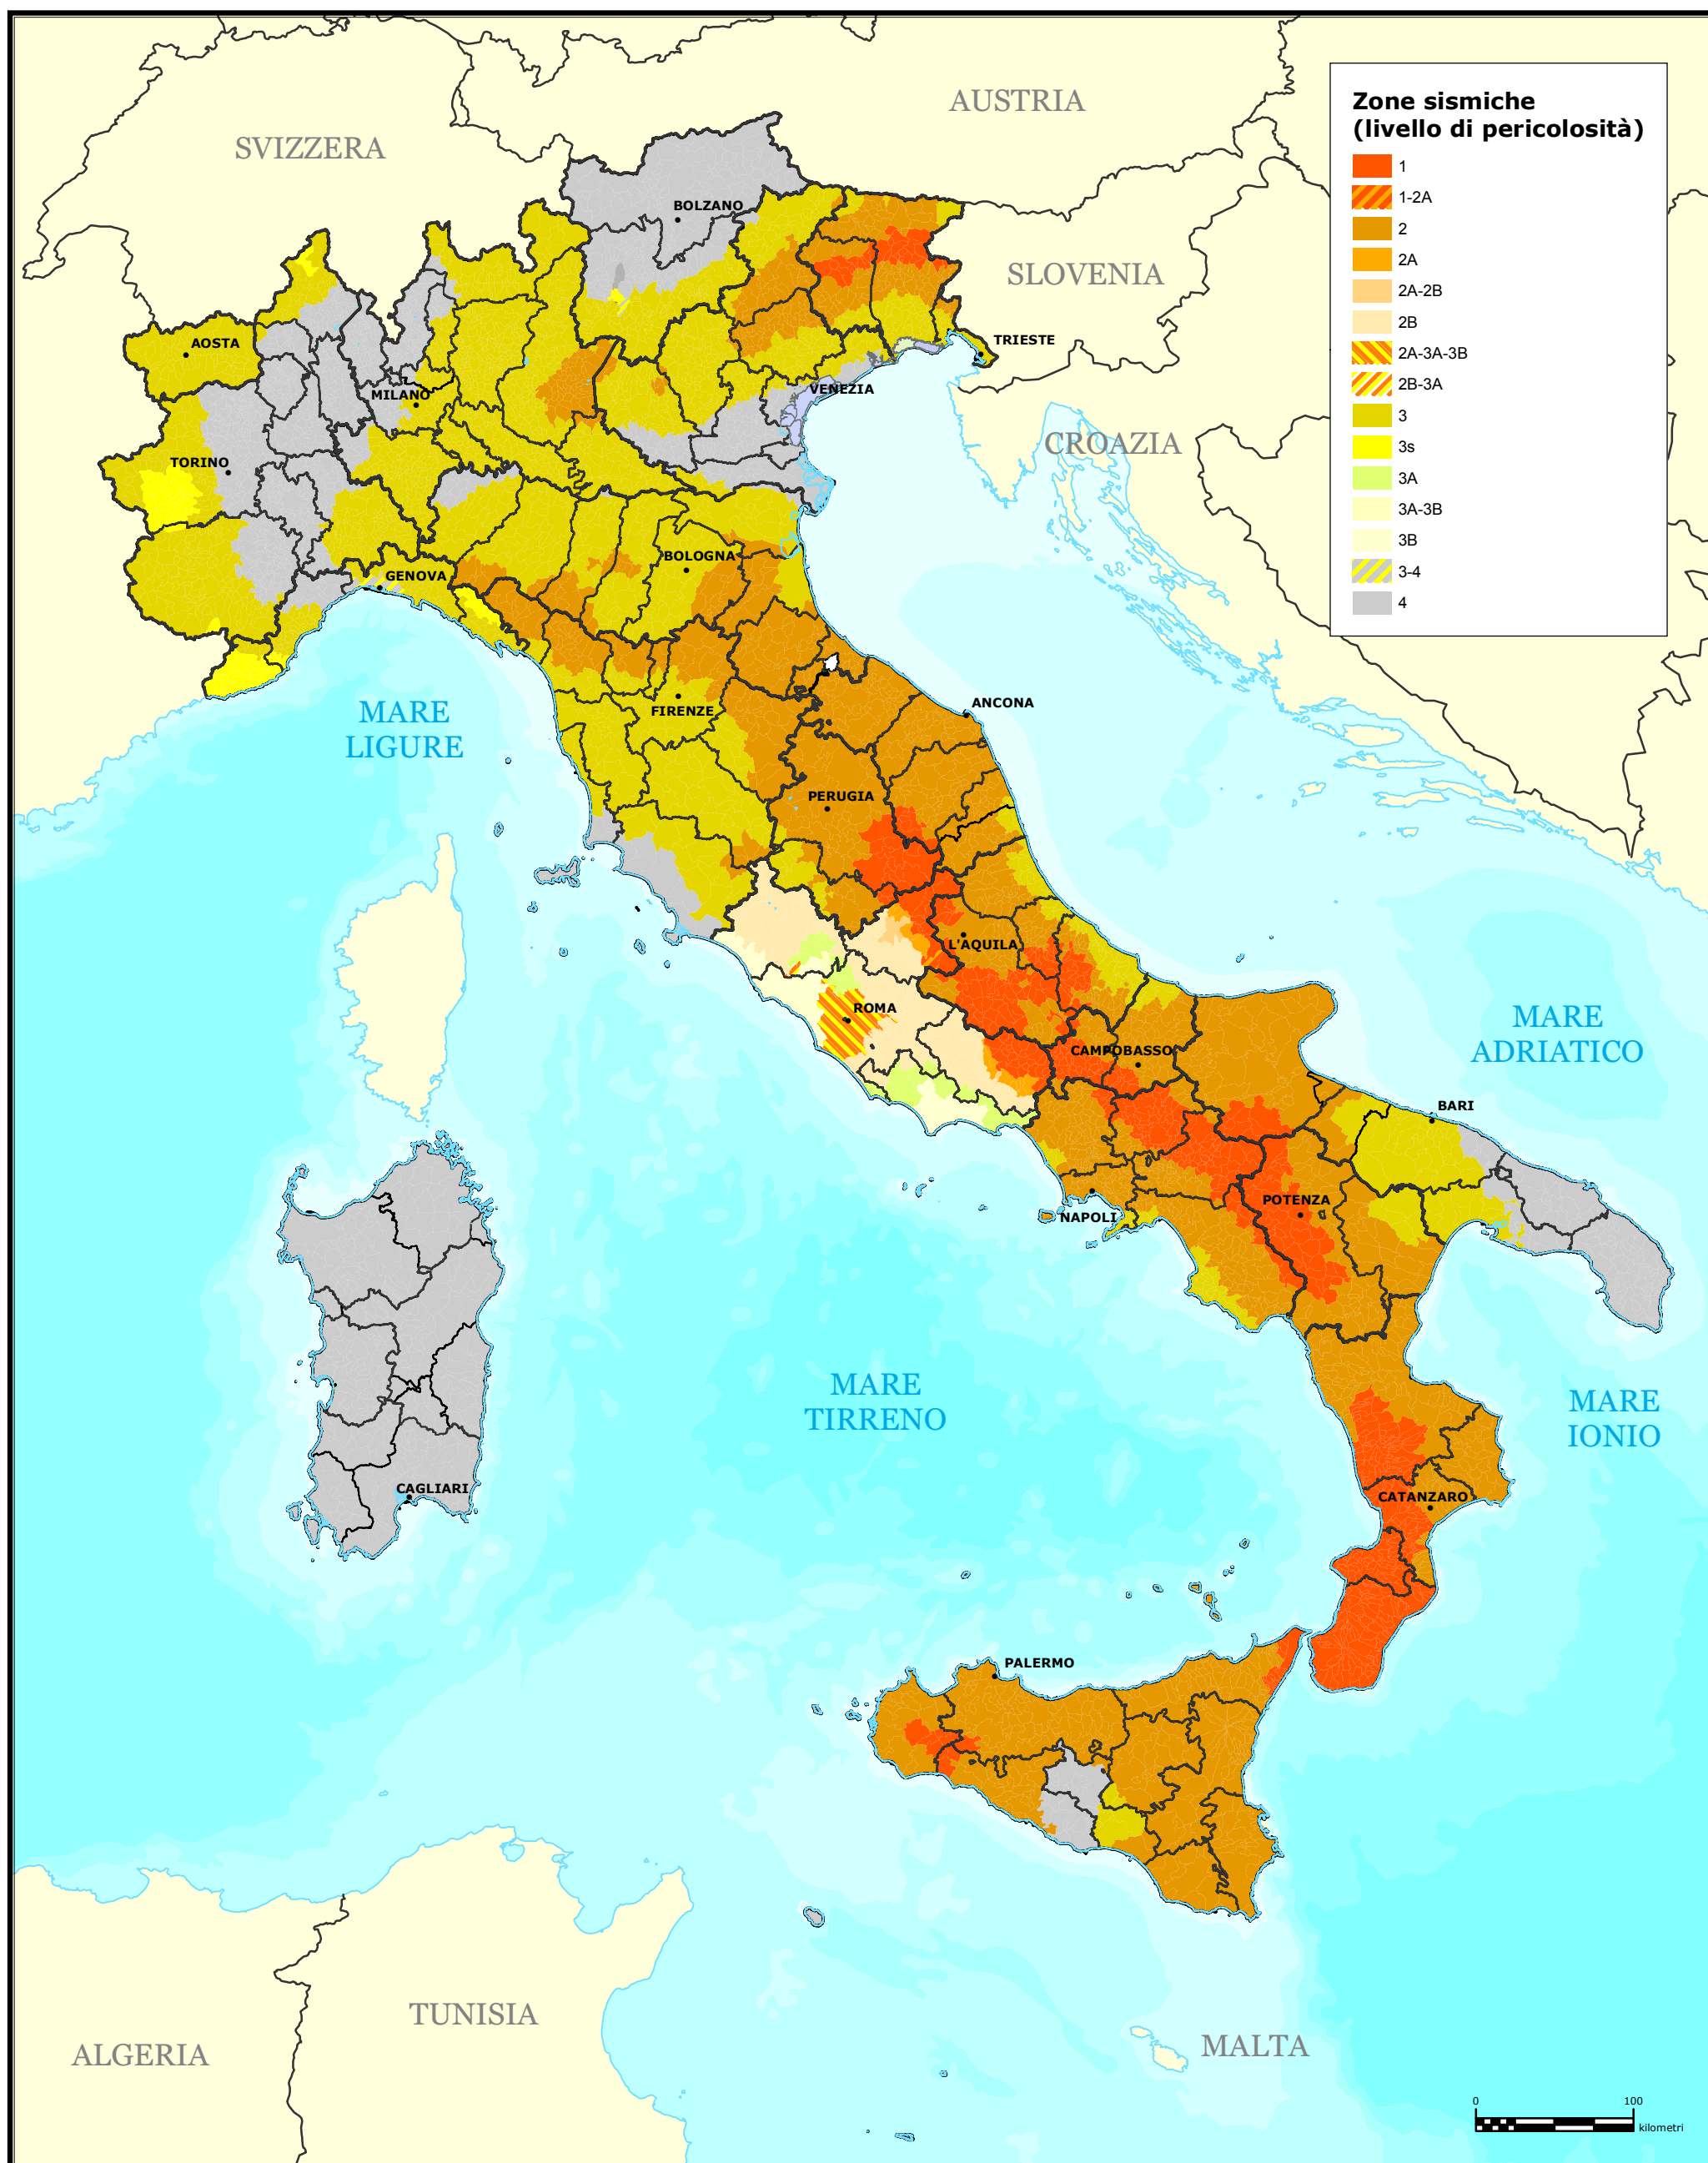 AUSTRIA
SVIZZERA
Zone sismiche
(livello di pericolosità)
1
1-2A
2
2A
2A-2B
2B
2A-3A-3B
2B-3A
3
3s
3A
3A-3B
3B
3-4
4
BOLZANO
SLOVENIA
AOSTA
TRIESTE
MILANO
VENEZIA
CROAZIA
TORINO
BOLOGNA
GENOVA
ANCONA
FIRENZE
MARE
LIGURE
PERUGIA
L'AQUILA
ROMA
MARE
ADRIATICO
CAMPOBASSO
BARI
POTENZA
NAPOLI
MARE
TIRRENO
MARE
IONIO
CAGLIARI
CATANZARO
PALERMO
TUNISIA
ALGERIA
MALTA
0 100
kilometri